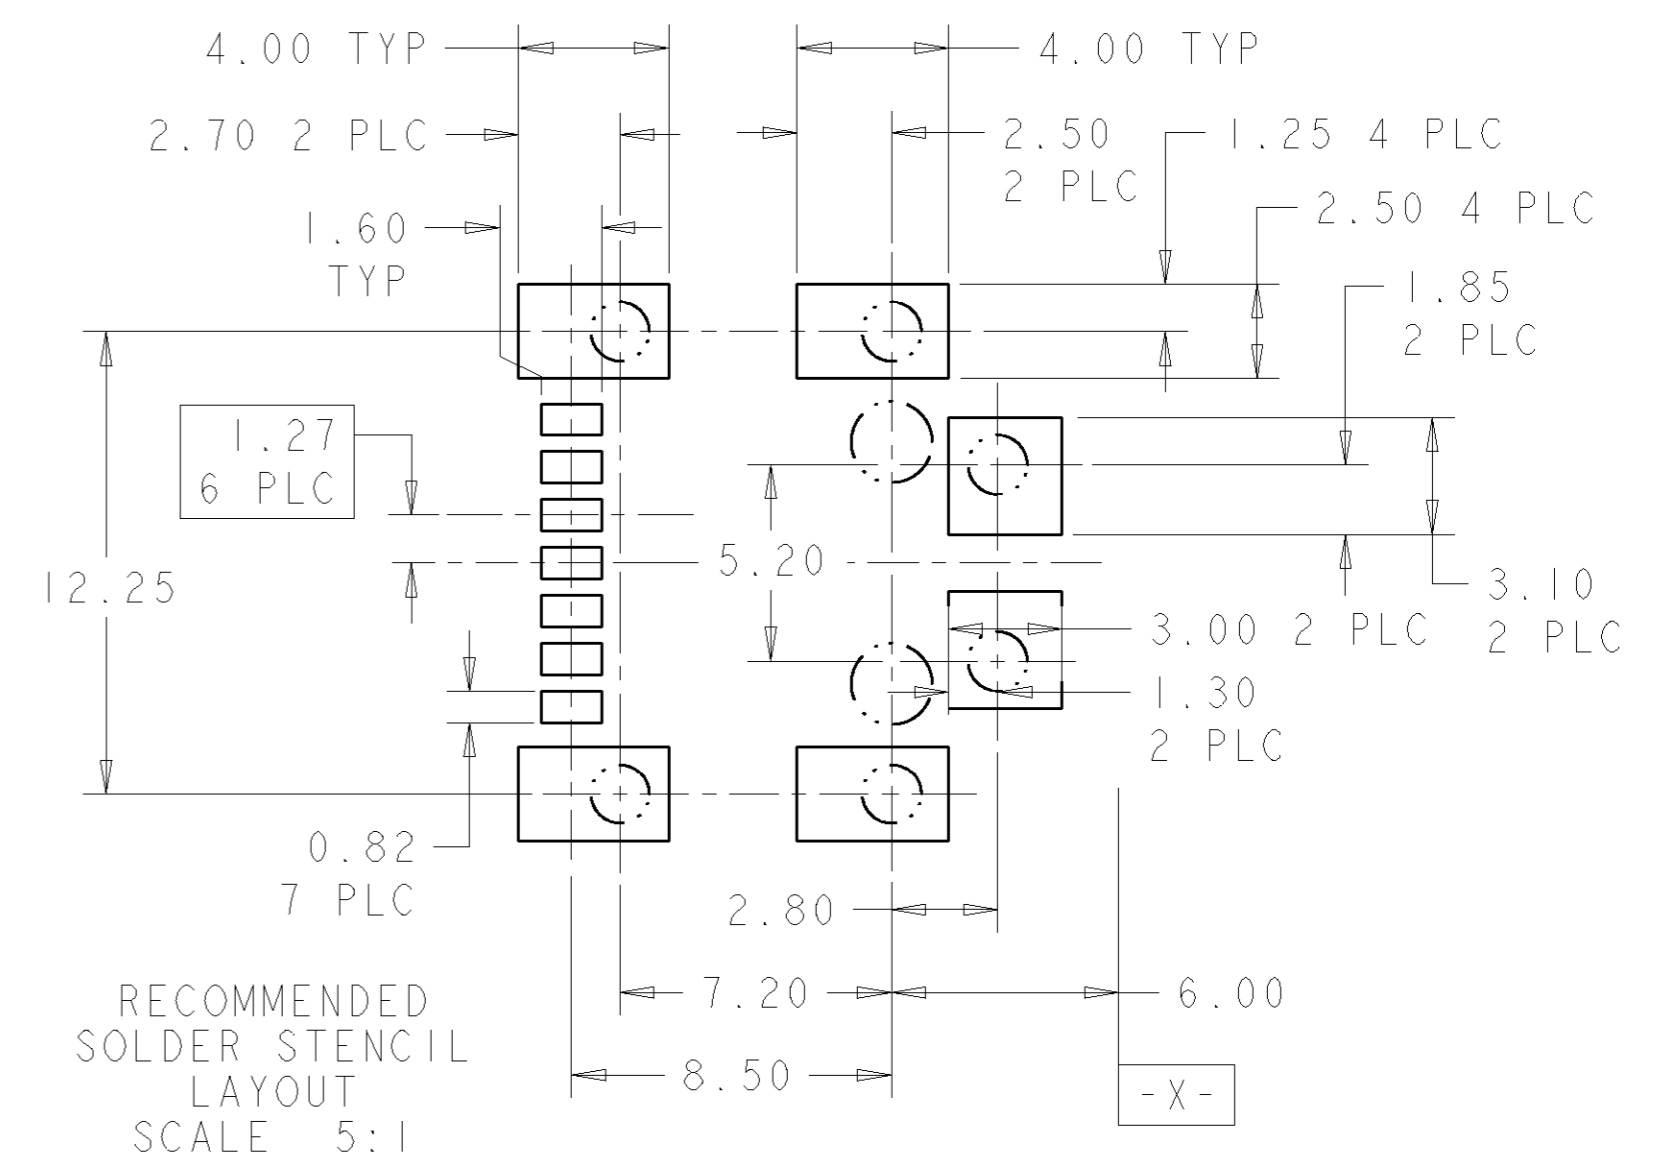 4.00 TYP
4.00 TYP
2.70 2 PLC
2.50
2 PLC
1.25 4 PLC
2.50 4 PLC
1.60
TYP
1.85
2 PLC
1.27
6 PLC
5.20
12.25
3.10
2 PLC
3.00 2 PLC
1.30
2 PLC
0.82
7 PLC
2.80
7.20
6.00
8.50
-X-
RECOMMENDED
SOLDER STENCIL
LAYOUT
SCALE 5:1